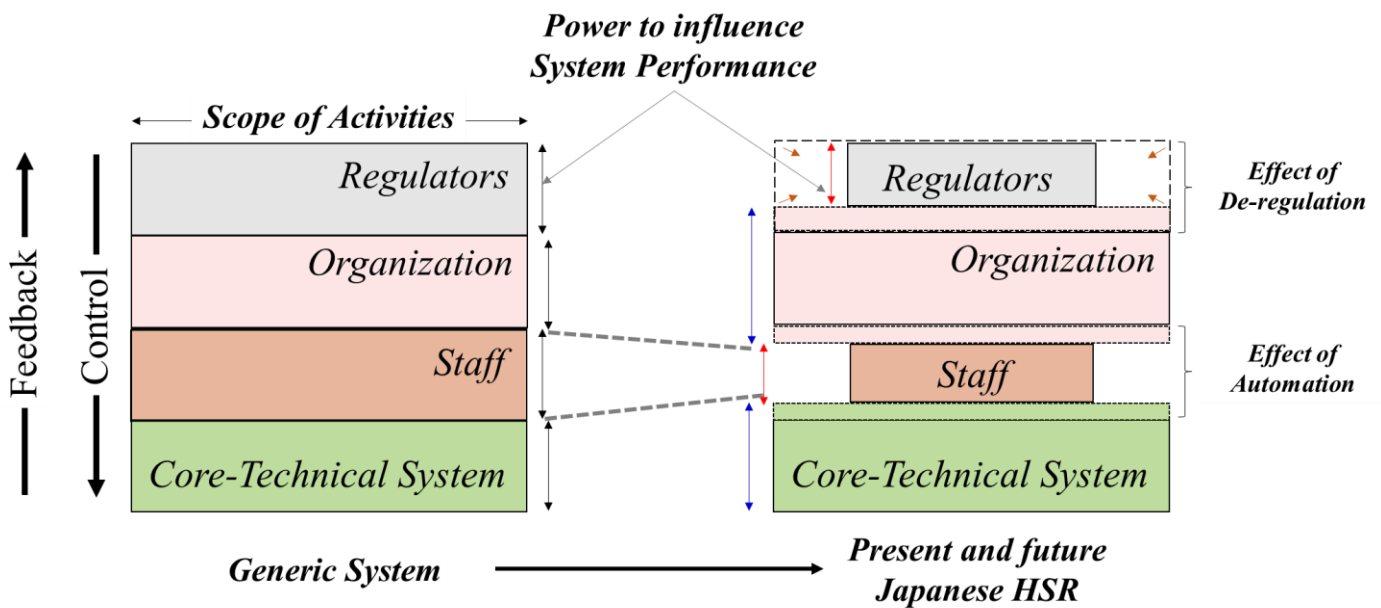 Power to influence
System Performance
Scope of Activities
Feedback
Control
Regulators
Organization
Staff
Core-Technical System
Regulators
Organization
Staff
Core-Technical System
Effect of
De-regulation
Effect of
Automation
Generic System
Present and future
Japanese HSR